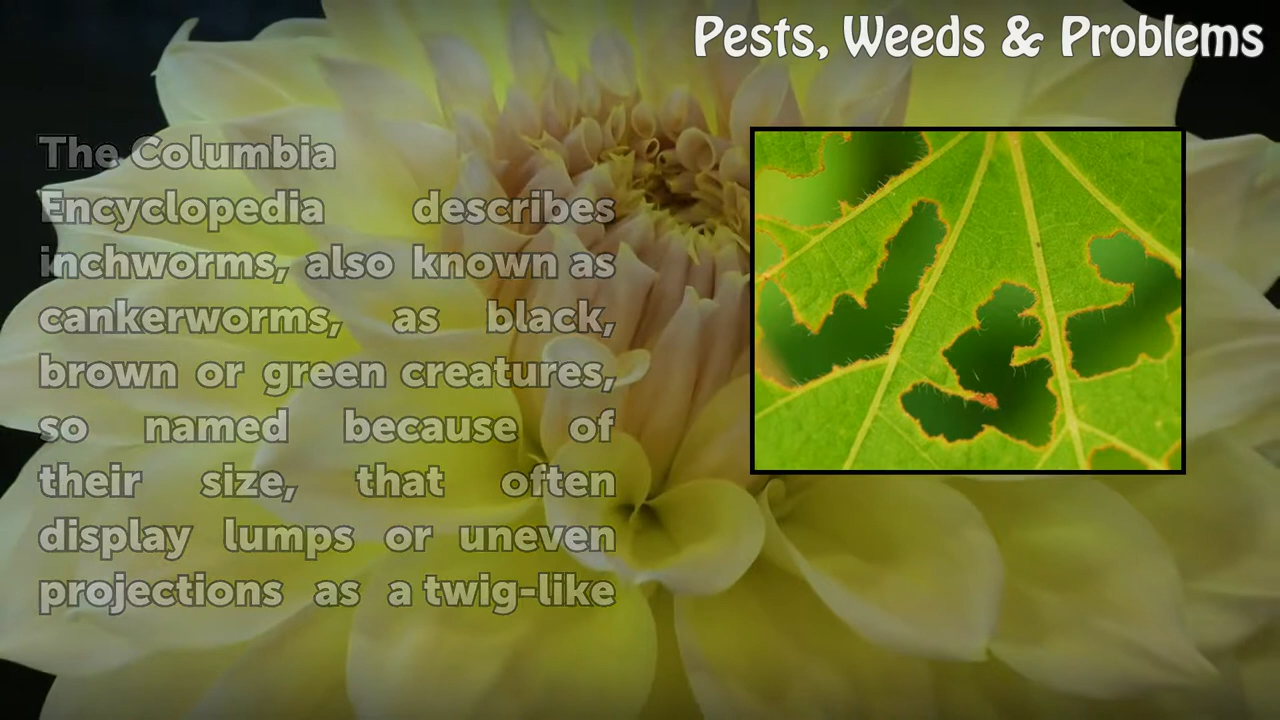 Pests, Weeds & Problems
The Columbia
Encyclopedia describes
inchworms, also known as
cankerworms, as black,
brown or green creatures,
so named because of
their size, that often
display lumps or uneven
projections as a twig-like